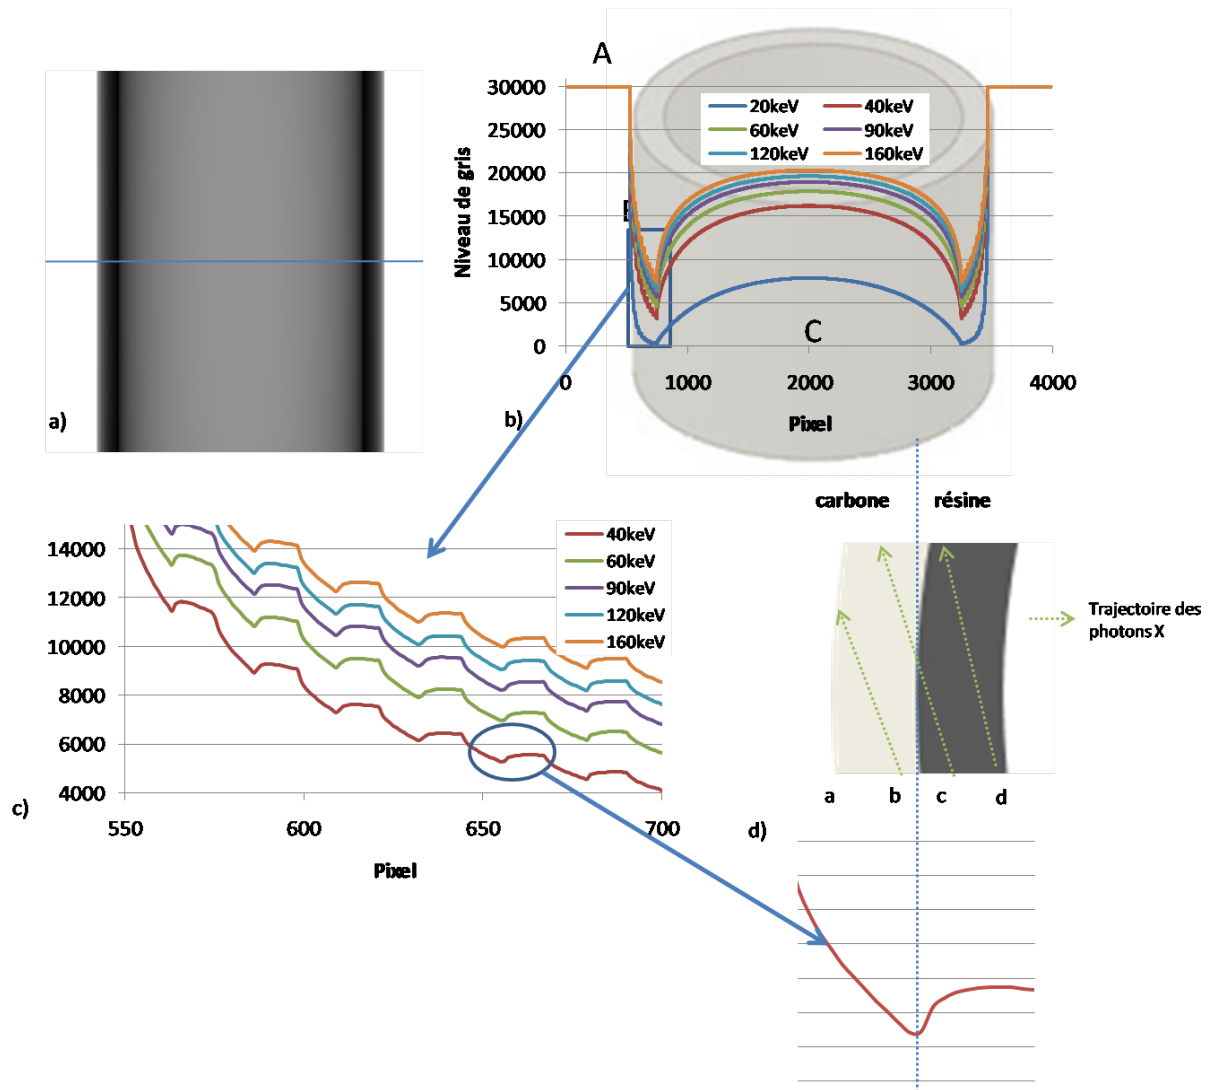 a)
A
Niveau de gris
30000
25000
20000
15000
10000
5000
0
20keV 40keV
60keV 90keV
120keV 160keV
C
0 1000 2000 3000 4000
b)
Pixel
carbone résine
Trajectoire des
photons X
a b c d
d)
c)
14000
12000
10000
8000
6000
4000
40keV
60keV
90keV
120keV
160keV
550 600 650 700
Pixel